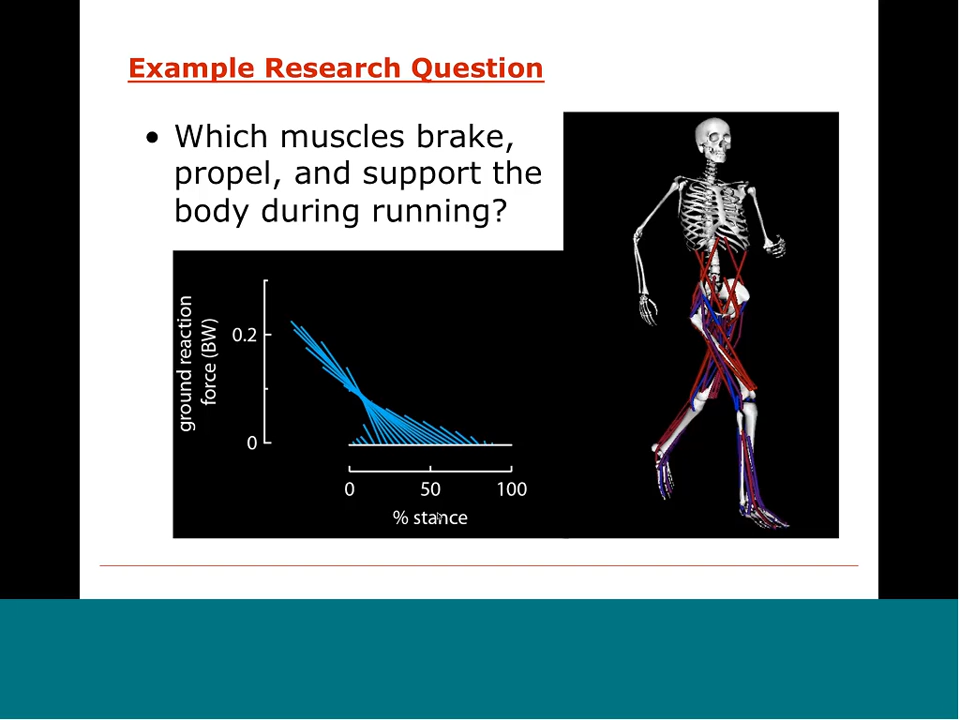 Example Research Question
• Which muscles brake,
propel, and support the
body during running?
ground reaction
force (BW)
0.2
0
0 50 100
% stance